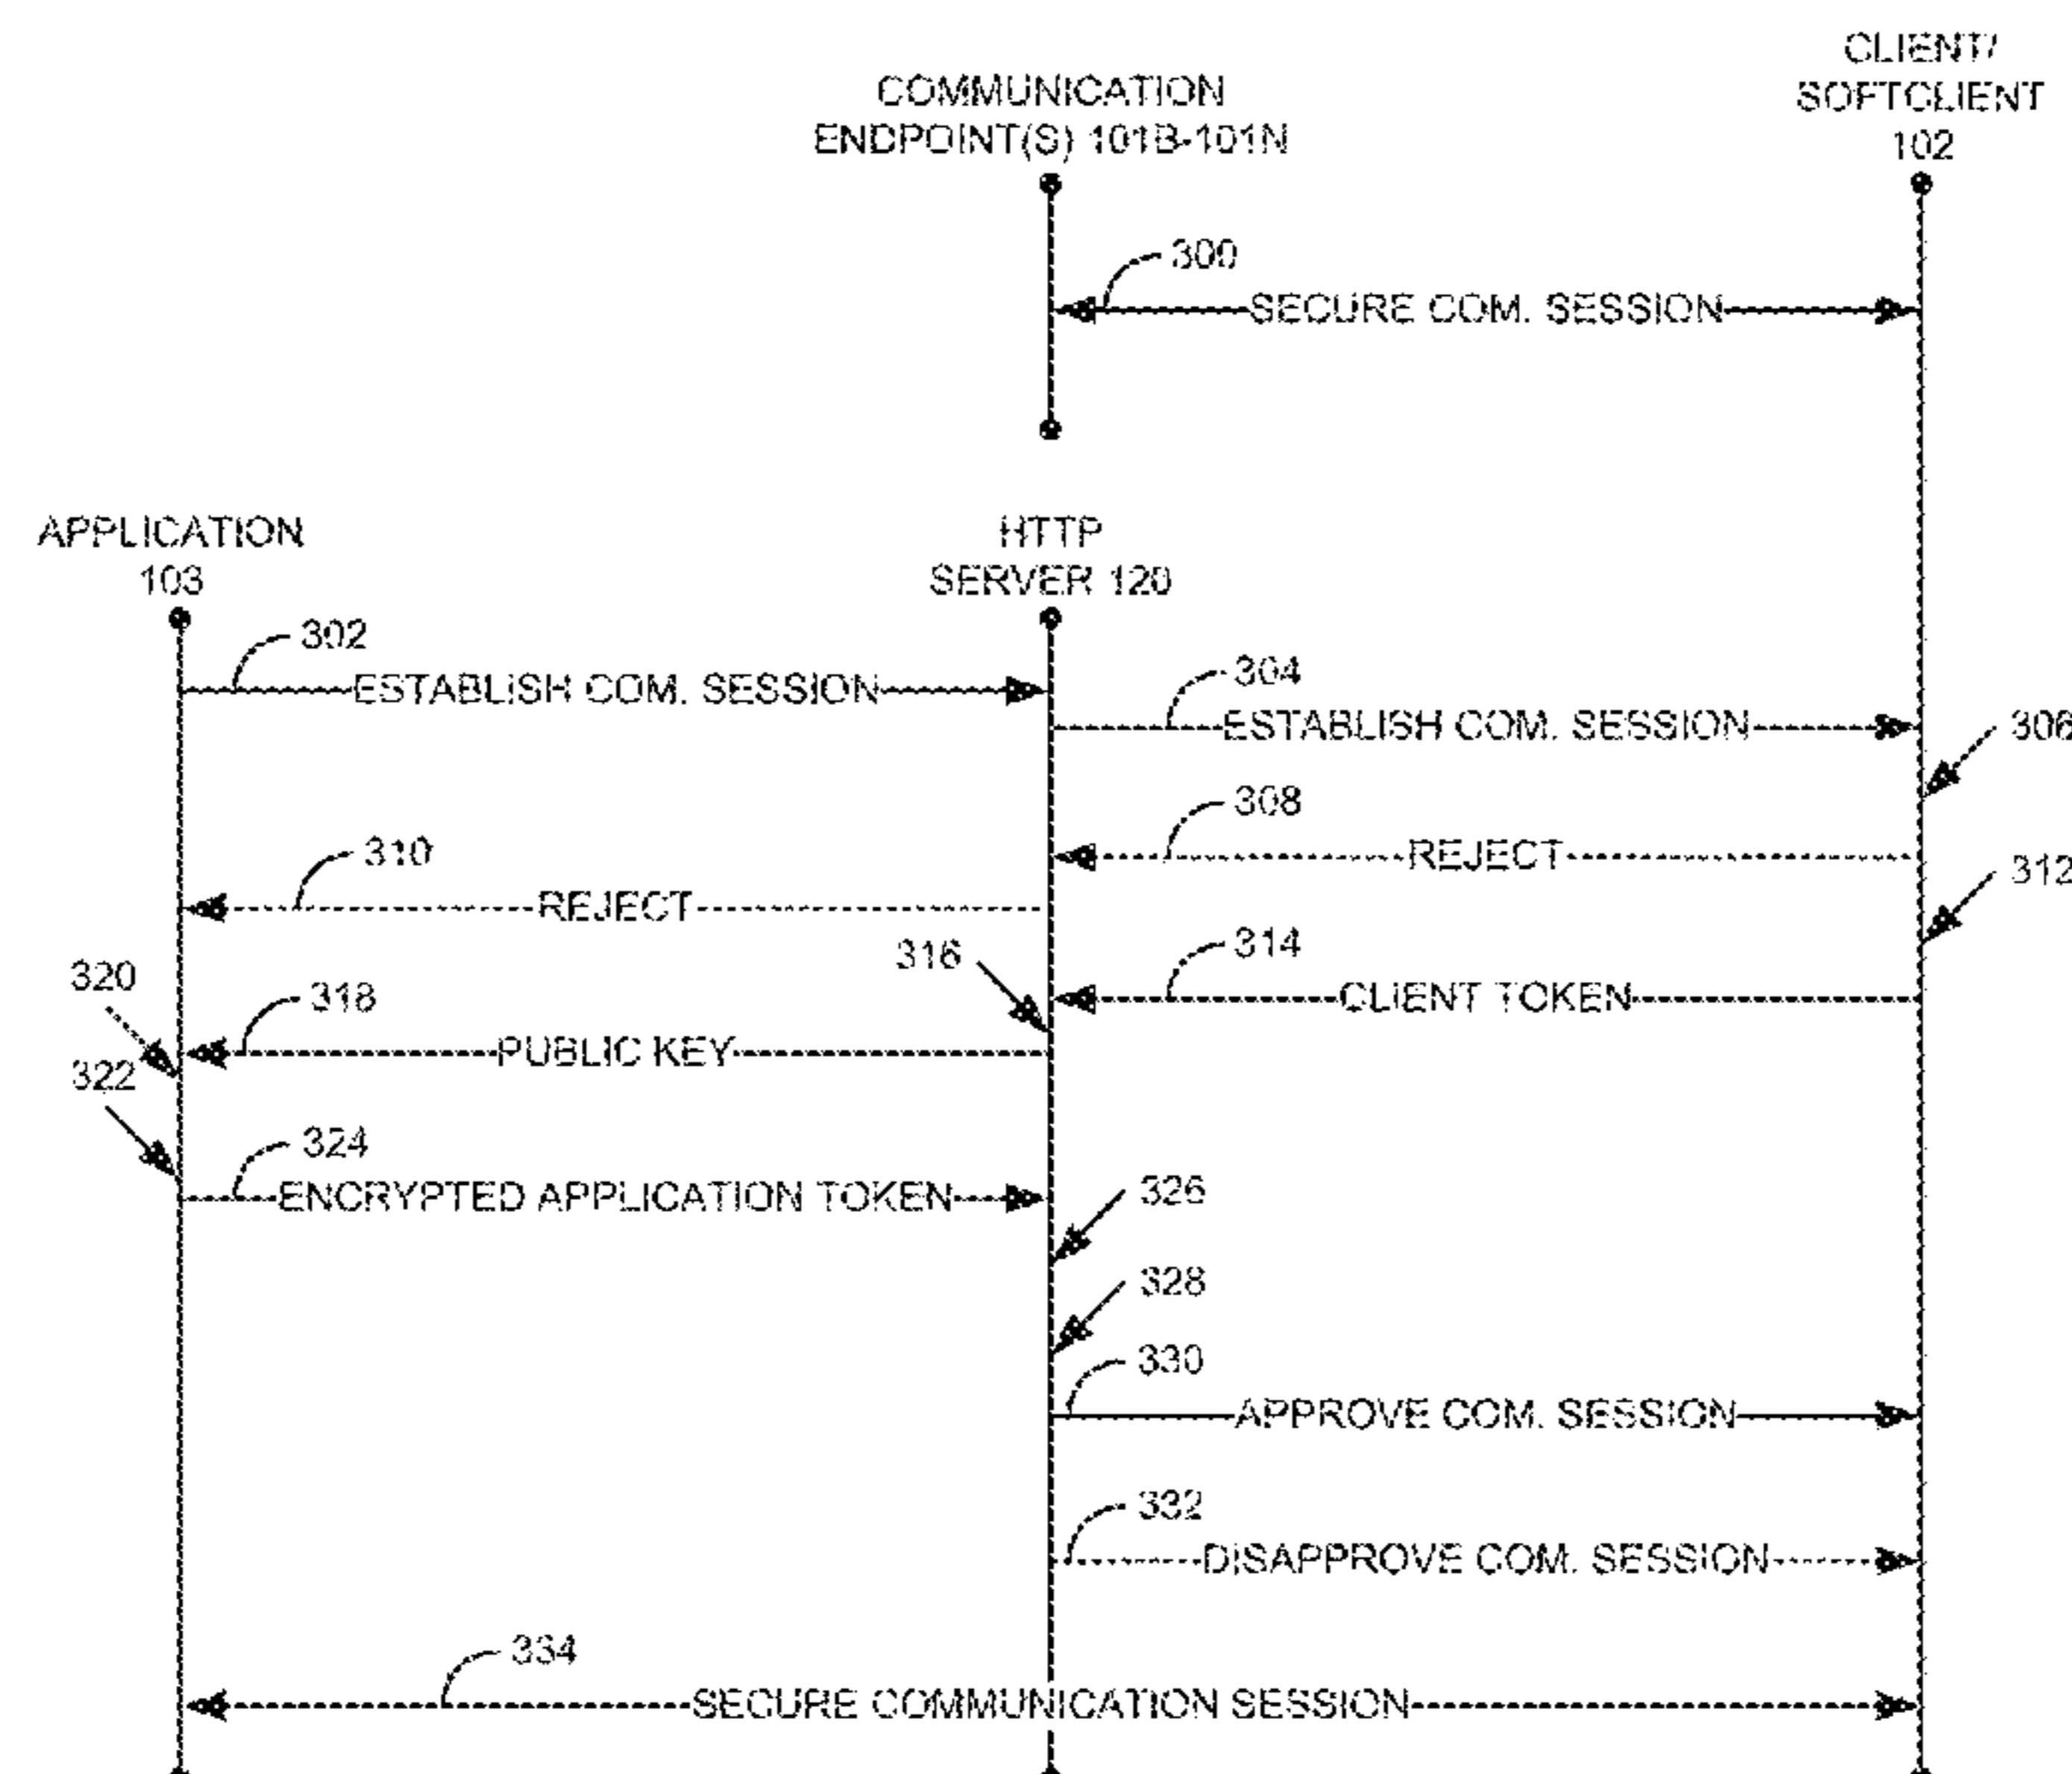 CLIENT/
SOFTCLIENT
102
COMMUNICATION
ENDPOINT(S) 101B-101N
300
SECURE COM. SESSION
APPLICATION
103
HTTP
SERVER 120
302
ESTABLISH COM. SESSION
304
ESTABLISH COM. SESSION
306
308
REJECT
310
REJECT
312
314
CLIENT TOKEN
316
318
PUBLIC KEY
320
322
324
ENCRYPTED APPLICATION TOKEN
326
328
330
APPROVE COM. SESSION
332
DISAPPROVE COM. SESSION
334
SECURE COMMUNICATION SESSION